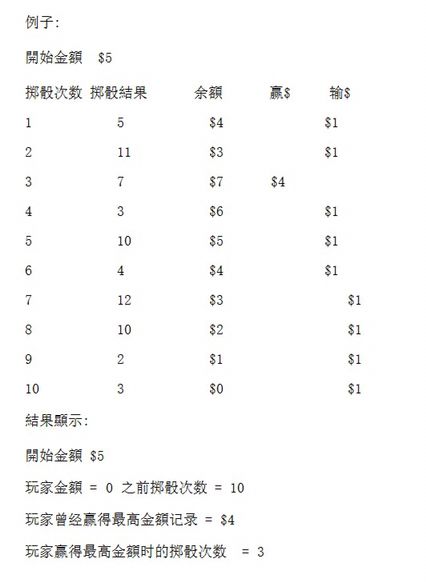 例子:
開始金額 $5
掷骰次数 掷骰结果 余額 赢$ 输$
1 5 $4 $1
2 11 $3 $1
3 7 $7 $4
4 3 $6 $1
5 10 $5 $1
6 4 $4 $1
7 12 $3 $1
8 10 $2 $1
9 2 $1 $1
10 3 $0 $1
結果顯示:
開始金額 $5
玩家金額 = 0 之前掷骰次数 = 10
玩家曾经赢得最高金額记录 = $4
玩家赢得最高金額时的掷骰次数 = 3